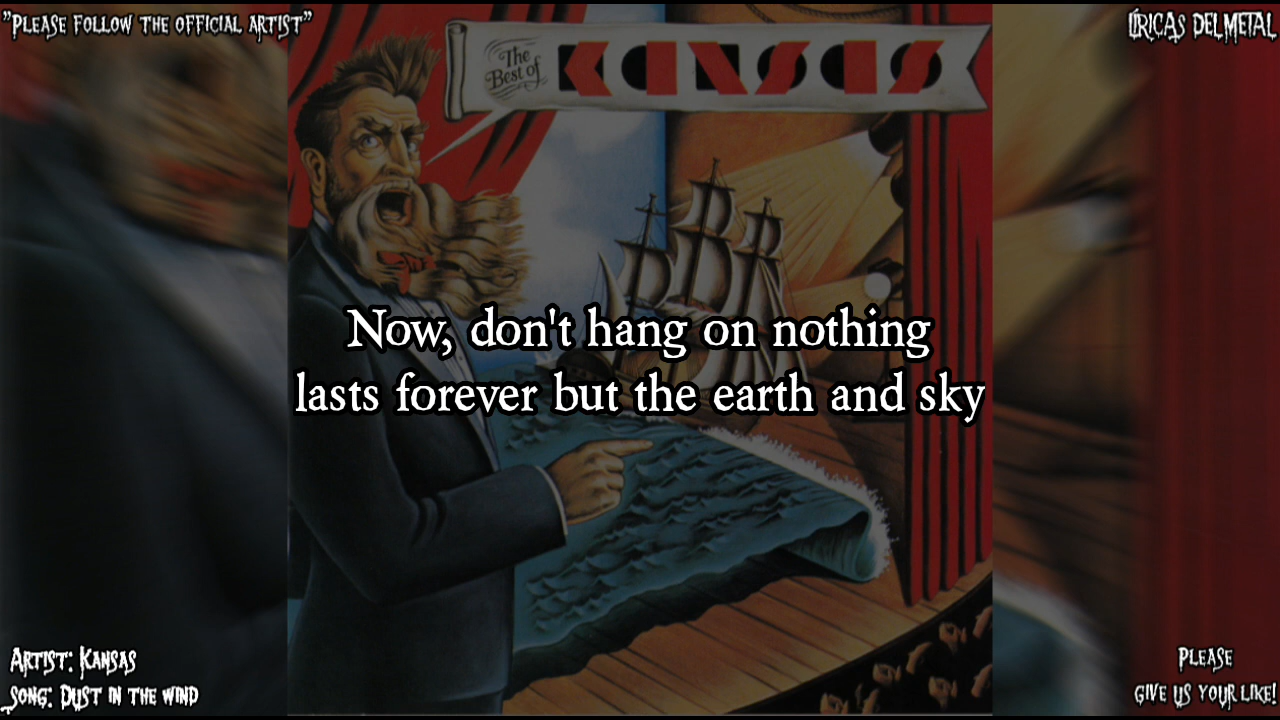 "Please follow the official artist"
Líricas Del Metal
The
Best of
KANSAS
Now, don't hang on nothing
lasts forever but the earth and sky
Artist: Kansas
Song: Dust in the wind
Please
give us your like!